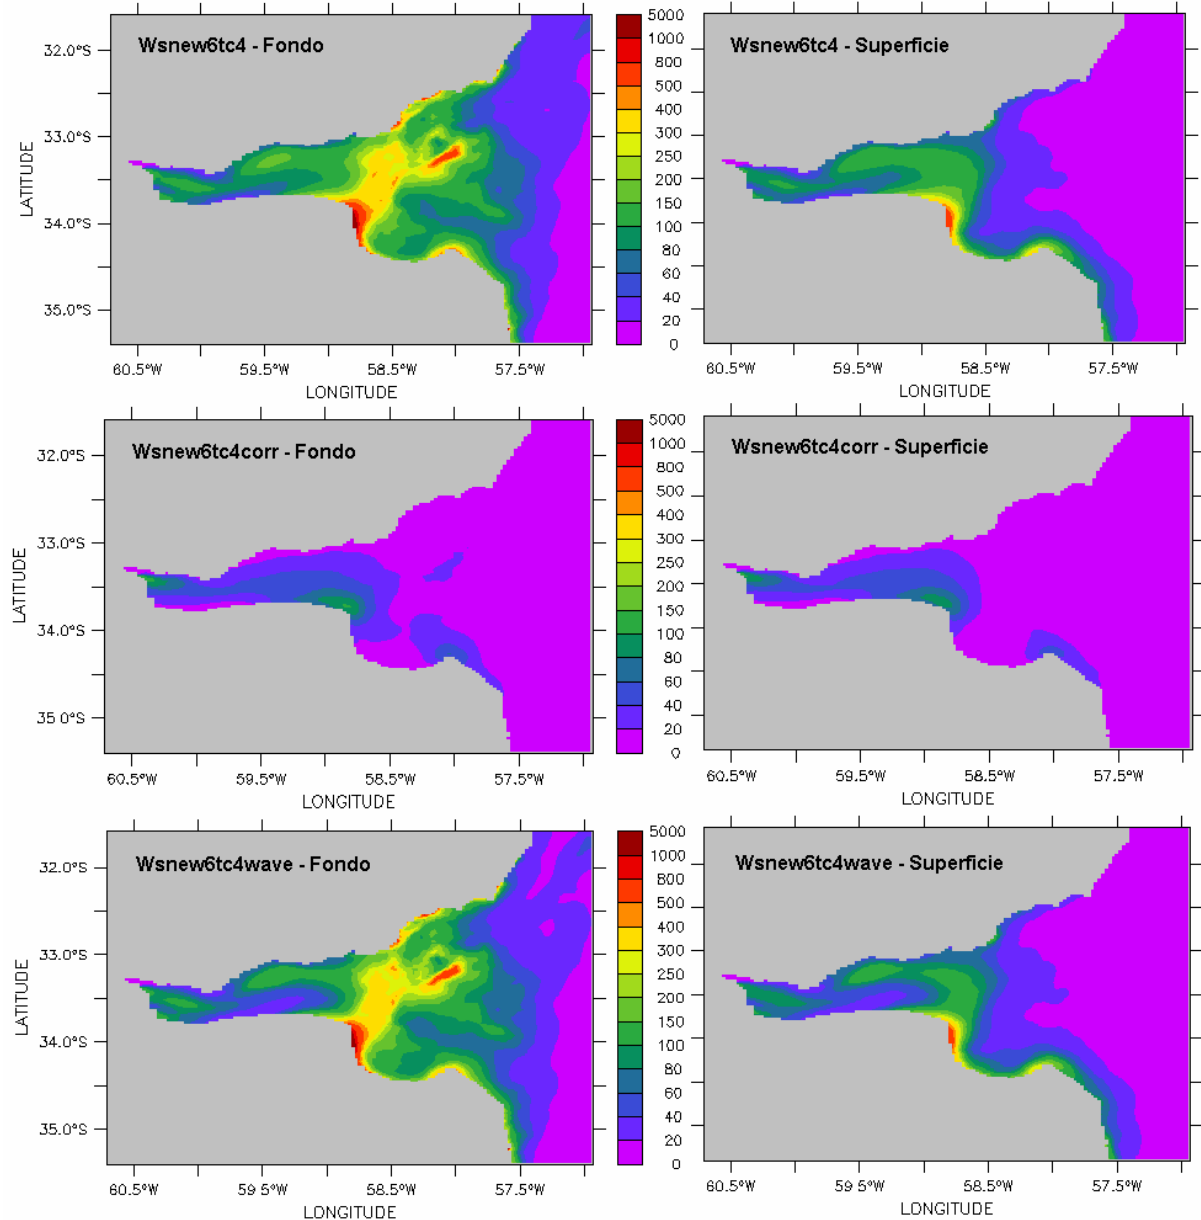 Wsnew6tc4 - Fondo
32.0°S
33.0°S
34.0°S
35.0°S
LATITUDE
60.5°W 59.5°W 58.5°W 57.5°W
LONGITUDE
5000
1000
800
500
400
300
250
200
150
100
80
60
40
20
0
Wsnew6tc4 - Superficie
60.5°W 59.5°W 58.5°W 57.5°W
LONGITUDE
Wsnew6tc4corr - Fondo
32.0°S
33.0°S
34.0°S
35 0°S
LATITUDE
60.5°W 59.5°W 58.5°W 57.5°W
LONGITUDE
5000
1000
800
500
400
300
250
200
150
100
80
60
40
20
0
Wsnew6tc4corr - Superficie
60.5°W 59.5°W 58.5°W 57.5°W
LONGITUDE
Wsnew6tc4wave - Fondo
32.0°S
33.0°S
34.0°S
35.0°S
LATITUDE
60.5°W 59.5°W 58.5°W 57.5°W
LONGITUDE
5000
1000
800
500
400
300
250
200
150
100
80
60
40
20
0
Wsnew6tc4wave - Superficie
60.5°W 59.5°W 58.5°W 57.5°W
LONGITUDE